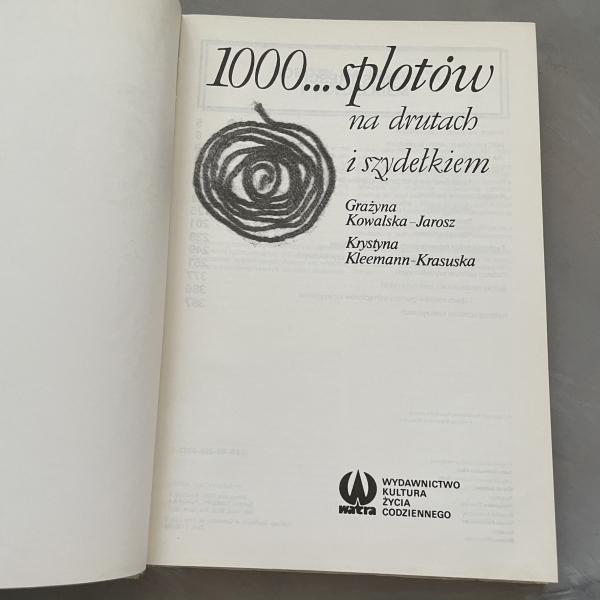 1000... splotów
na drutach
i szydełkiem
Grażyna
Kowalska-Jarosz
Krystyna
Kleemann-Krasuska
watra
WYDAWNICTWO
KULTURA
ŻYCIA
CODZIENNEGO